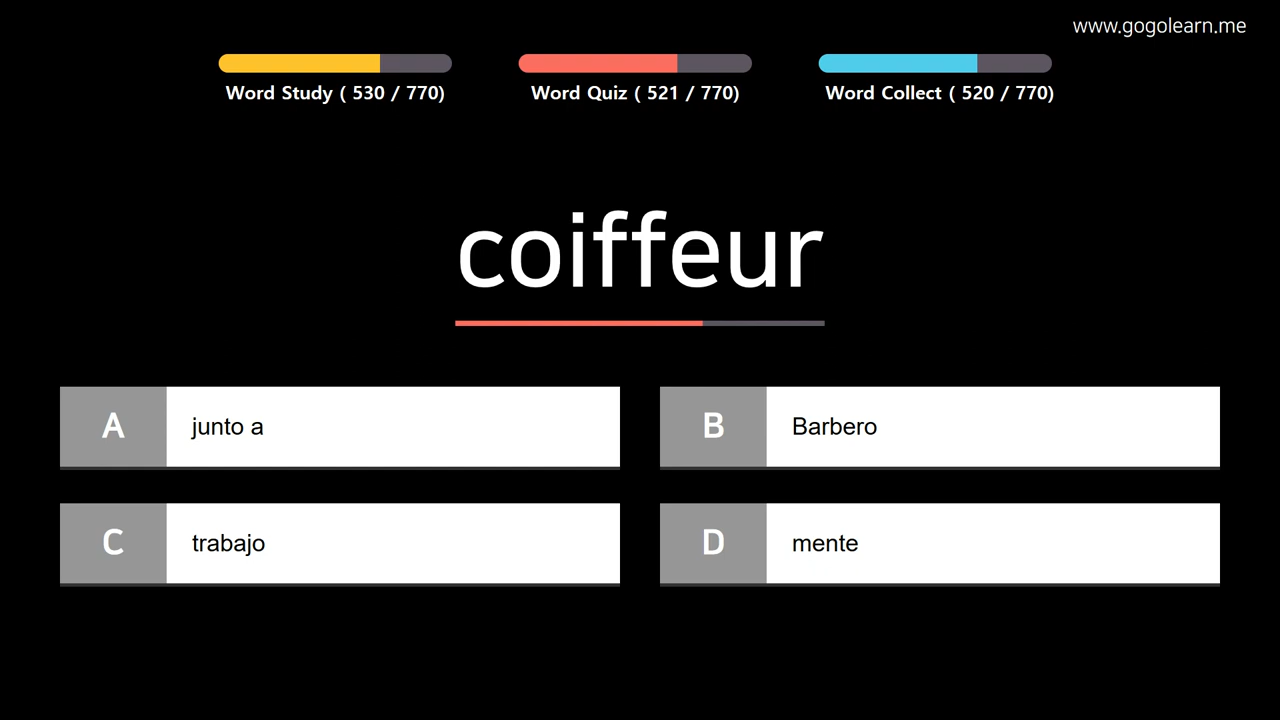 www.gogolearn.me
Word Study ( 530 / 770)
Word Quiz ( 521 / 770)
Word Collect ( 520 / 770)
coiffeur
A junto a
B Barbero
C trabajo
D mente